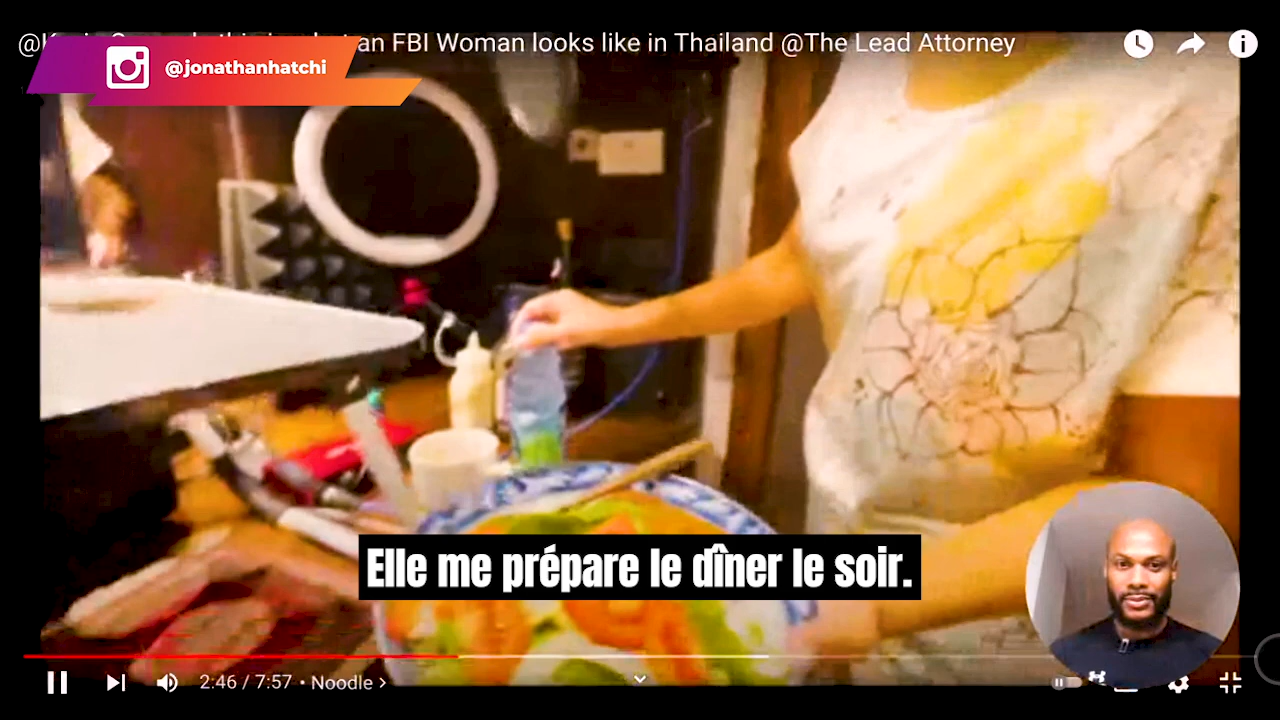 an FBI Woman looks like in Thailand @The Lead Attorney
@jonathanhatchi
Elle me prépare le dîner le soir.
2:46 / 7:57 • Noodle >